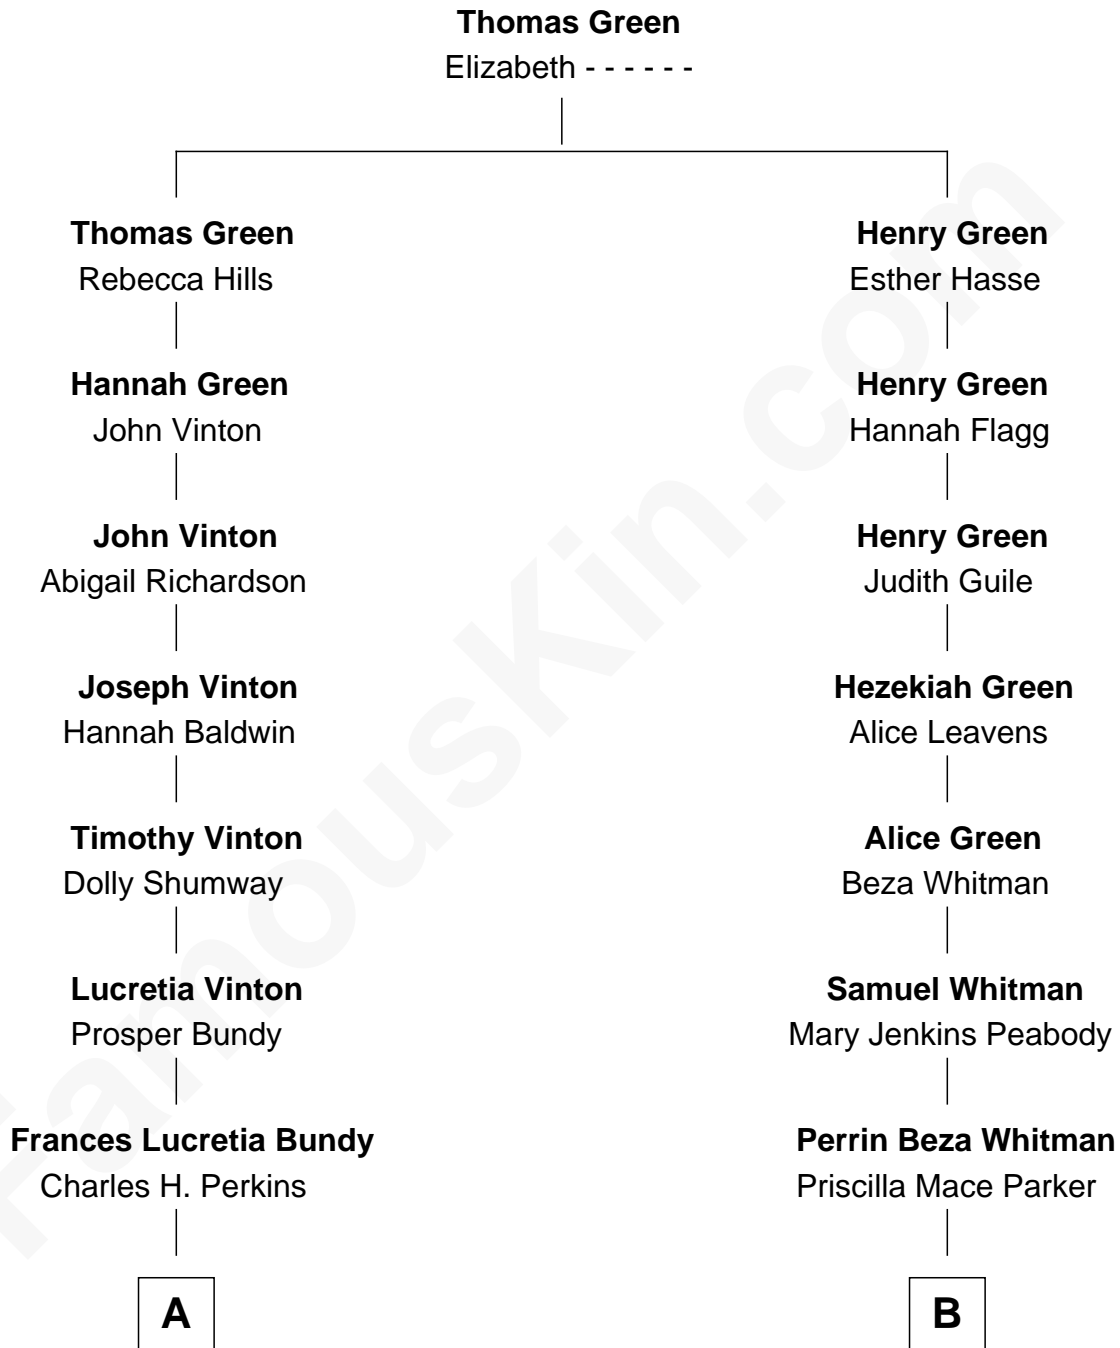 Thomas Green
Elizabeth - - - - - -
Thomas Green
Rebecca Hills
Henry Green
Esther Hasse
Hannah Green
John Vinton
Henry Green
Hannah Flagg
John Vinton
Abigail Richardson
Henry Green
Judith Guile
Joseph Vinton
Hannah Baldwin
Hezekiah Green
Alice Leavens
Timothy Vinton
Dolly Shumway
Alice Green
Beza Whitman
Lucretia Vinton
Prosper Bundy
Samuel Whitman
Mary Jenkins Peabody
Frances Lucretia Bundy
Charles H. Perkins
Perrin Beza Whitman
Priscilla Mace Parker
A
B
FamousKin.com